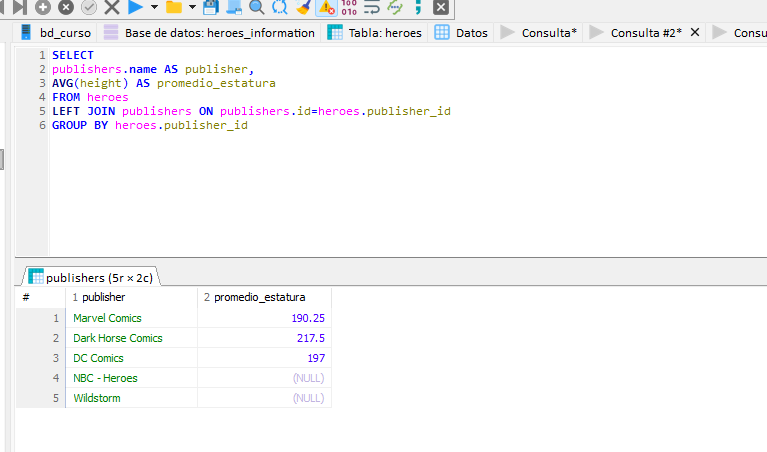 bd_curso Base de datos: heroes_information Tabla: heroes Datos Consulta* Consulta #2* Consu
1 SELECT
2 publishers.name AS publisher,
3 AVG(height) AS promedio_estatura
4 FROM heroes
5 LEFT JOIN publishers ON publishers.id=heroes.publisher_id
6 GROUP BY heroes.publisher_id
publishers (5r × 2c)
# 1 publisher 2 promedio_estatura
1 Marvel Comics 190.25
2 Dark Horse Comics 217.5
3 DC Comics 197
4 NBC - Heroes (NULL)
5 Wildstorm (NULL)